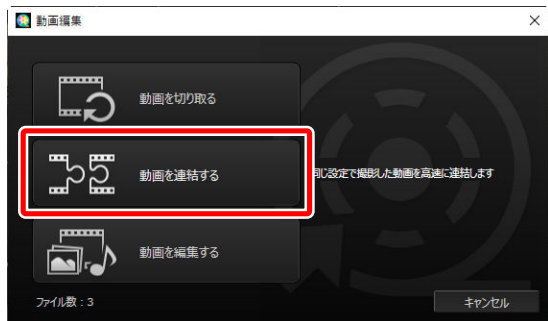 動画編集
動画を切り取る
動画を連結する
同じ設定で撮影した動画を高速に連結します
動画を編集する
ファイル数：3
キャンセル